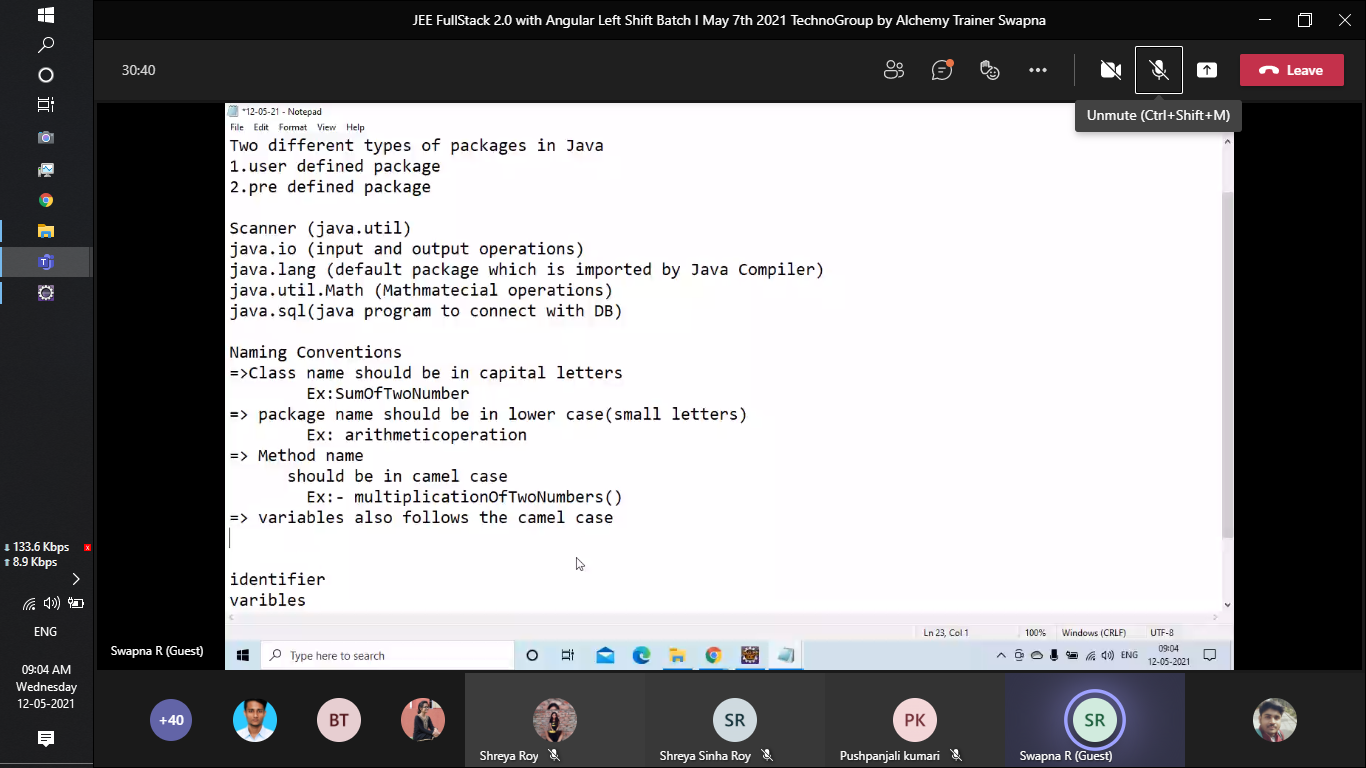 JEE FullStack 2.0 with Angular Left Shift Batch I May 7th 2021 TechnoGroup by Alchemy Trainer Swapna
30:40
Leave
Unmute (Ctrl+Shift+M)
*12-05-21 - Notepad
File Edit Format View Help
Two different types of packages in Java
1.user defined package
2.pre defined package
Scanner (java.util)
java.io (input and output operations)
java.lang (default package which is imported by Java Compiler)
java.util.Math (Mathmatecial operations)
java.sql(java program to connect with DB)
Naming Conventions
=>Class name should be in capital letters
Ex:SumOfTwoNumber
=> package name should be in lower case(small letters)
Ex: arithmeticoperation
=> Method name
should be in camel case
Ex:- multiplicationOfTwoNumbers()
=> variables also follows the camel case
identifier
varibles
Ln 23, Col 1 100% Windows (CRLF) UTF-8
Type here to search
ENG
09:04
12-05-2021
Swapna R (Guest)
133.6 Kbps
8.9 Kbps
ENG
09:04 AM
Wednesday
12-05-2021
+40
BT
Shreya Roy
SR
Shreya Sinha Roy
PK
Pushpanjali kumari
SR
Swapna R (Guest)